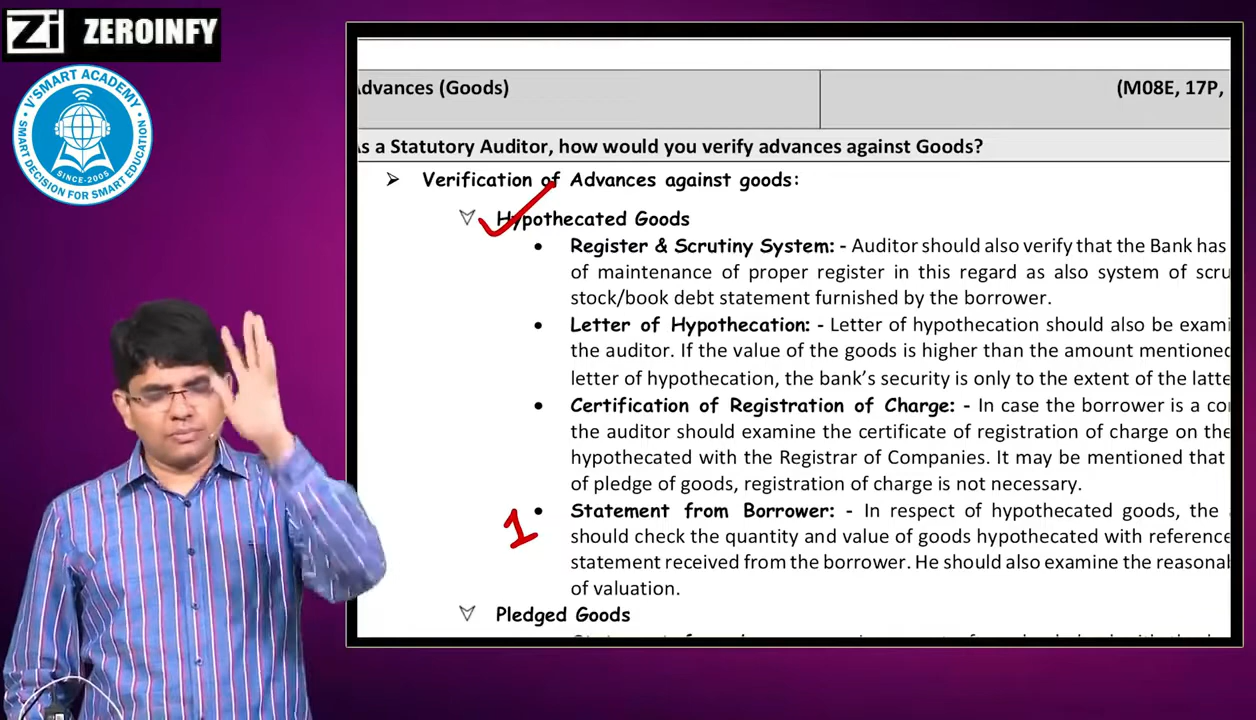 Zi ZEROINFY
V'SMART ACADEMY
SINCE-2005
SMART DECISION FOR SMART EDUCATION
dvances (Goods) (M08E, 17P,
s a Statutory Auditor, how would you verify advances against Goods?
➢ Verification of Advances against goods:
Hypothecated Goods
• Register & Scrutiny System: - Auditor should also verify that the Bank has
of maintenance of proper register in this regard as also system of scru
stock/book debt statement furnished by the borrower.
• Letter of Hypothecation: - Letter of hypothecation should also be exami
the auditor. If the value of the goods is higher than the amount mentioned
letter of hypothecation, the bank's security is only to the extent of the latte
• Certification of Registration of Charge: - In case the borrower is a co
the auditor should examine the certificate of registration of charge on the
hypothecated with the Registrar of Companies. It may be mentioned that
of pledge of goods, registration of charge is not necessary.
1 • Statement from Borrower: - In respect of hypothecated goods, the
should check the quantity and value of goods hypothecated with reference
statement received from the borrower. He should also examine the reasonab
of valuation.
Pledged Goods